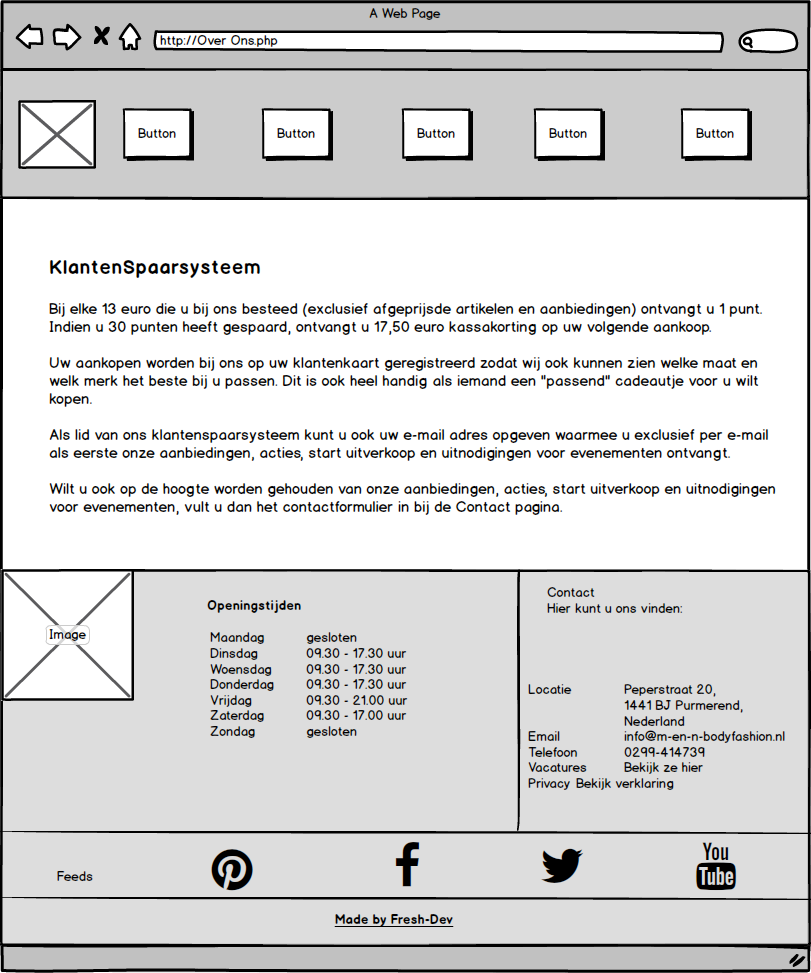 A Web Page
http://Over Ons.php
Button Button Button Button Button
KlantenSpaarsysteem
Bij elke 13 euro die u bij ons besteed (exclusief afgeprijsde artikelen en aanbiedingen) ontvangt u 1 punt.
Indien u 30 punten heeft gespaard, ontvangt u 17,50 euro kassakorting op uw volgende aankoop.
Uw aankopen worden bij ons op uw klantenkaart geregistreerd zodat wij ook kunnen zien welke maat en
welk merk het beste bij u passen. Dit is ook heel handig als iemand een "passend" cadeautje voor u wilt
kopen.
Als lid van ons klantenspaarsysteem kunt u ook uw e-mail adres opgeven waarmee u exclusief per e-mail
als eerste onze aanbiedingen, acties, start uitverkoop en uitnodigingen voor evenementen ontvangt.
Wilt u ook op de hoogte worden gehouden van onze aanbiedingen, acties, start uitverkoop en uitnodigingen
voor evenementen, vult u dan het contactformulier in bij de Contact pagina.
Image
Openingstijden
Maandag gesloten
Dinsdag 09.30 - 17.30 uur
Woensdag 09.30 - 17.30 uur
Donderdag 09.30 - 17.30 uur
Vrijdag 09.30 - 21.00 uur
Zaterdag 09.30 - 17.00 uur
Zondag gesloten
Contact
Hier kunt u ons vinden:
Locatie Peperstraat 20,
1441 BJ Purmerend,
Nederland
Email info@m-en-n-bodyfashion.nl
Telefoon 0299-414739
Vacatures Bekijk ze hier
Privacy Bekijk verklaring
Feeds
You
Tube
Made by Fresh-Dev